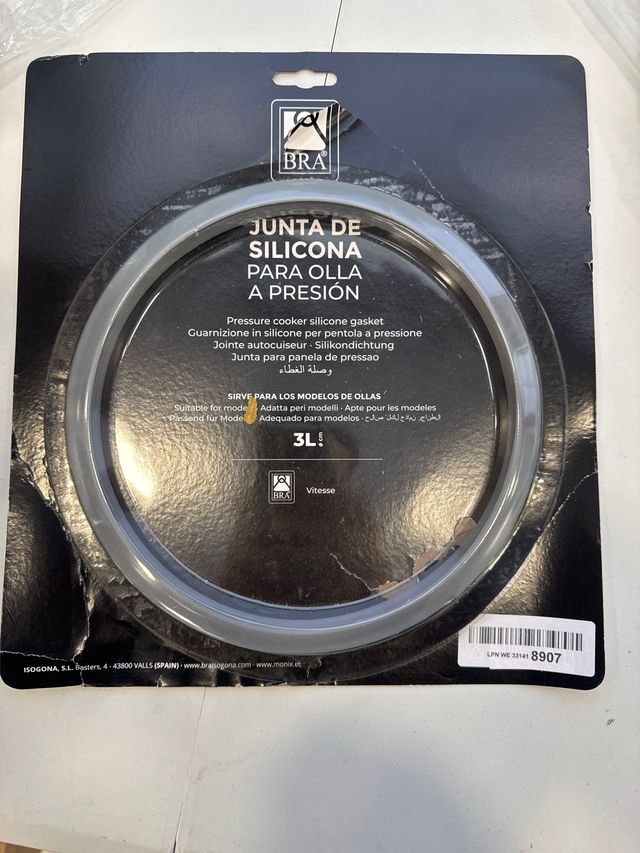 BRA®
JUNTA DE
SILICONA
PARA OLLA
A PRESIÓN
Pressure cooker silicone gasket
Guarnizione in silicone per pentola a pressione
Jointe autocuiseur · Silikondichtung
Junta para panela de pressao
وصلة الغطاء
SIRVE PARA LOS MODELOS DE OLLAS
Suitable for Adatta peri modelli · Apte pour les modeles
Passend für Adequado para modelos ·
3L
BRA Vitesse
ISOGONA, S.L. Basters, 4 - 43800 VALLS (SPAIN) · www.braisogona.com · www.monix.es
LPN WE 33141 8907